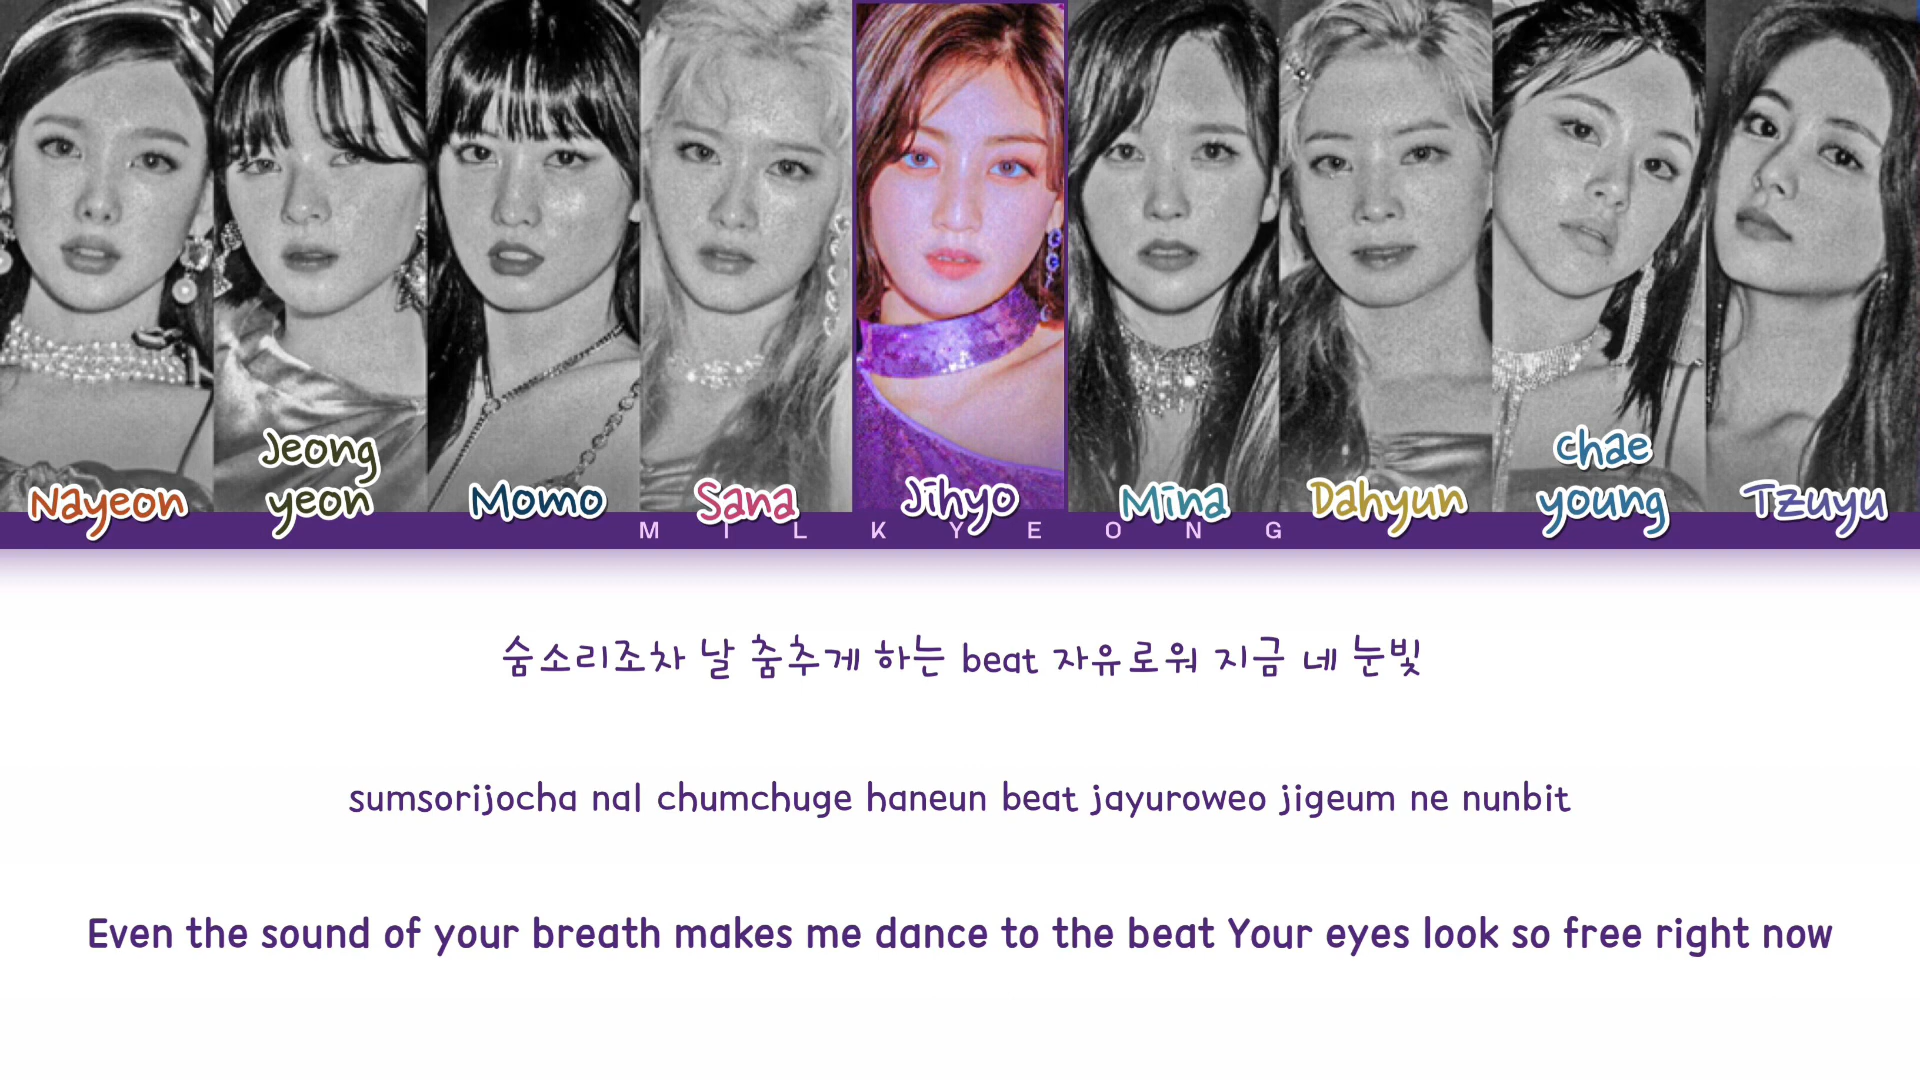 Nayeon
Jeong
yeon
Momo
Sana
Jihyo
Mina
Dahyun
chae
young
Tzuyu
MILKYEONG
숨소리조차 날 춤추게 하는 beat 자유로워 지금 네 눈빛
sumsorijocha nal chumchuge haneun beat jayuroweo jigeum ne nunbit
Even the sound of your breath makes me dance to the beat Your eyes look so free right now